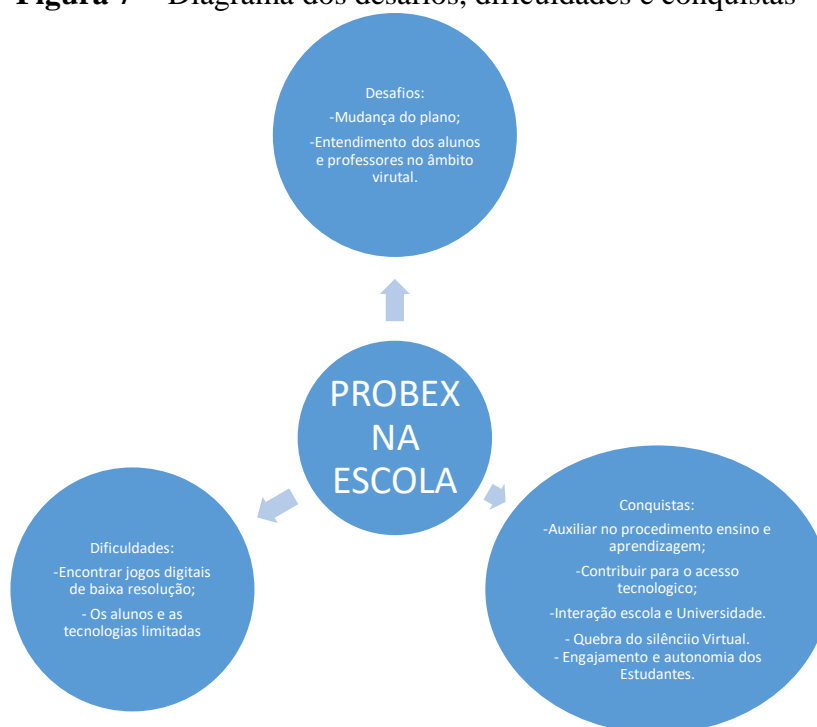 Figura 7 – Diagrama dos desafios, dificuldades e conquistas
Desafios:
-Mudança do plano;
-Entendimento dos alunos
e professores no âmbito
virutal.
PROBEX
NA
ESCOLA
Dificuldades:
-Encontrar jogos digitais
de baixa resolução;
- Os alunos e as
tecnologias limitadas
Conquistas:
-Auxiliar no procedimento ensino e
aprendizagem;
-Contribuir para o acesso
tecnologico;
-Interação escola e Universidade.
- Quebra do silênciio Virtual.
- Engajamento e autonomia dos
Estudantes.